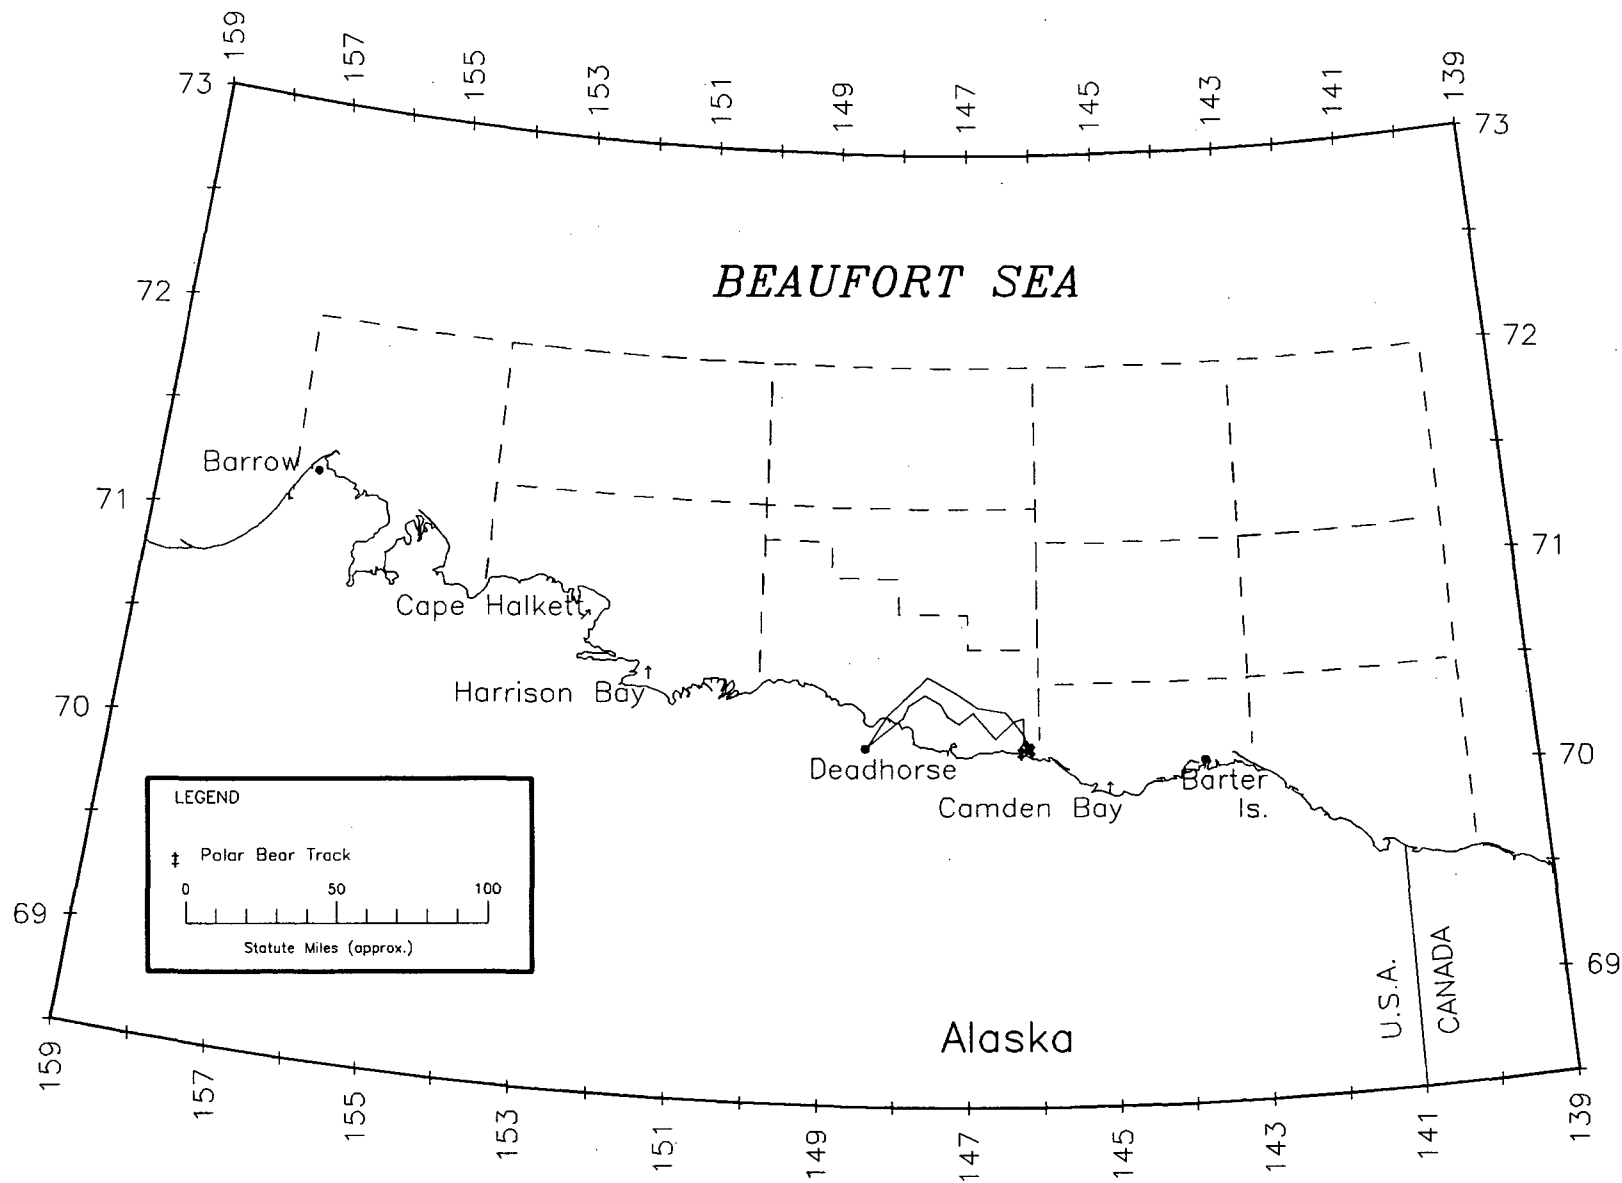 159 157 155 153 151 149 147 145 143 141 139
73 73
BEAUFORT SEA
72 72
Barrow
71 71
Cape Halkett
Harrison Bay
70 70
Deadhorse
Barter
Is.
Camden Bay
LEGEND
‡ Polar Bear Track
0 50 100
Statute Miles (approx.)
69 69
U.S.A.
CANADA
Alaska
159 157 155 153 151 149 147 145 143 141 139